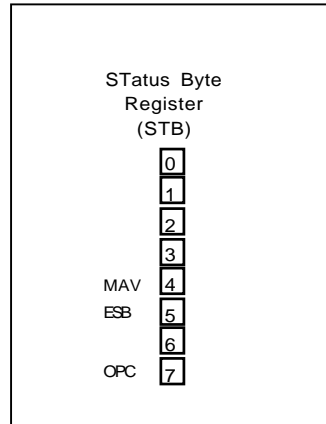 STatus Byte
Register
(STB)
0
1
2
3
MAV 4
ESB 5
6
OPC 7